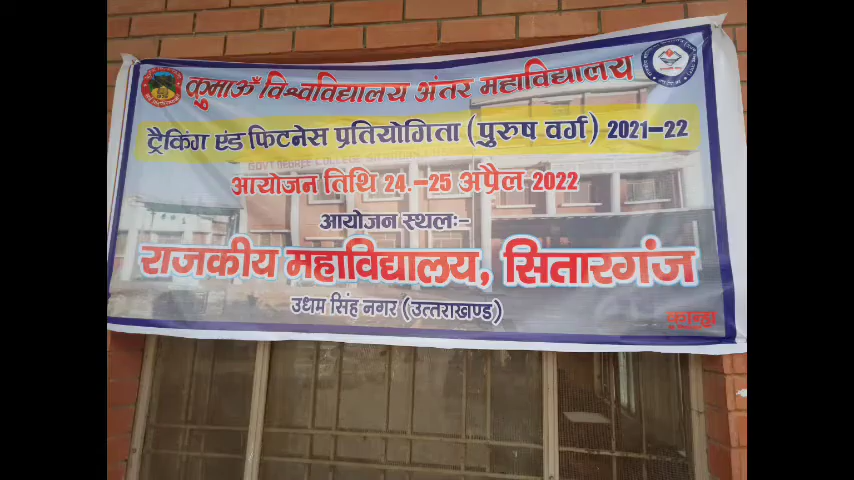 कुमाऊँ विश्वविद्यालय अंतर महाविद्यालय
ट्रैकिंग एंड फिटनेस प्रतियोगिता (पुरुष वर्ग) 2021-22
आयोजन तिथि 24.-25 अप्रैल 2022
आयोजन स्थलः-
राजकीय महाविद्यालय, सितारगंज
उधम सिंह नगर (उत्तराखण्ड)
कान्हा